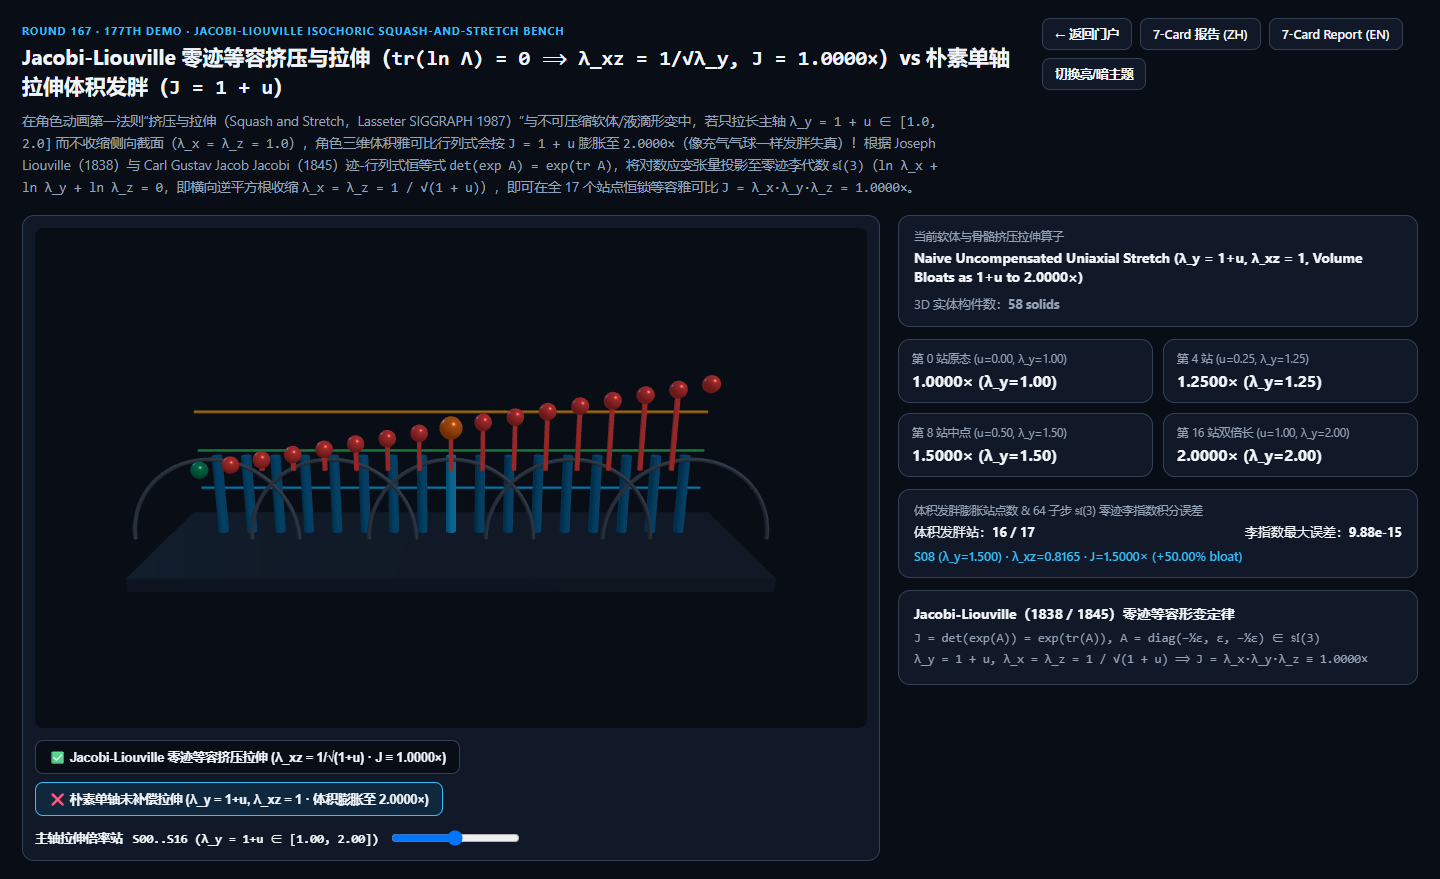 ROUND 167 · 177TH DEMO · JACOBI-LIOUVILLE ISOCHORIC SQUASH-AND-STRETCH BENCH
Jacobi-Liouville 零迹等容挤压与拉伸（tr(ln Λ) = 0 ⟹ λ_xz = 1/√λ_y, J = 1.0000×）vs 朴素单轴
拉伸体积发胖（J = 1 + u）
在角色动画第一法则“挤压与拉伸（Squash and Stretch，Lasseter SIGGRAPH 1987）”与不可压缩软体/液滴形变中，若只拉长主轴 λ_y = 1 + u ∈ [1.0,
2.0] 而不收缩侧向截面（λ_x = λ_z = 1.0），角色三维体积雅可比行列式会按 J = 1 + u 膨胀至 2.0000×（像充气气球一样发胖失真）！根据 Joseph
Liouville（1838）与 Carl Gustav Jacob Jacobi（1845）迹-行列式恒等式 det(exp A) = exp(tr A)，将对数应变张量投影至零迹李代数 𝔰𝔩(3)（ln λ_x +
ln λ_y + ln λ_z = 0，即横向逆平方根收缩 λ_x = λ_z = 1 / √(1 + u)），即可在全 17 个站点恒锁等容雅可比 J = λ_x·λ_y·λ_z = 1.0000×。
← 返回门户
7-Card 报告 (ZH)
7-Card Report (EN)
切换亮/暗主题
当前软体与骨骼挤压拉伸算子
Naive Uncompensated Uniaxial Stretch (λ_y = 1+u, λ_xz = 1, Volume
Bloats as 1+u to 2.0000×)
3D 实体构件数：58 solids
第 0 站原态 (u=0.00, λ_y=1.00)
1.0000× (λ_y=1.00)
第 4 站 (u=0.25, λ_y=1.25)
1.2500× (λ_y=1.25)
第 8 站中点 (u=0.50, λ_y=1.50)
1.5000× (λ_y=1.50)
第 16 站双倍长 (u=1.00, λ_y=2.00)
2.0000× (λ_y=2.00)
体积发胖膨胀站点数 & 64 子步 𝔰𝔩(3) 零迹李指数积分误差
体积发胖站：16 / 17
李指数最大误差：9.88e-15
S08 (λ_y=1.500) · λ_xz=0.8165 · J=1.5000× (+50.00% bloat)
Jacobi-Liouville（1838 / 1845）零迹等容形变定律
J = det(exp(A)) = exp(tr(A)), A = diag(−½ε, ε, −½ε) ∈ 𝔰𝔩(3)
λ_y = 1 + u, λ_x = λ_z = 1 / √(1 + u) ⟹ J = λ_x·λ_y·λ_z ≡ 1.0000×
✅ Jacobi-Liouville 零迹等容挤压拉伸 (λ_xz = 1/√(1+u) · J ≡ 1.0000×)
❌ 朴素单轴未补偿拉伸 (λ_y = 1+u, λ_xz = 1 · 体积膨胀至 2.0000×)
主轴拉伸倍率站 S00..S16 (λ_y = 1+u ∈ [1.00, 2.00])